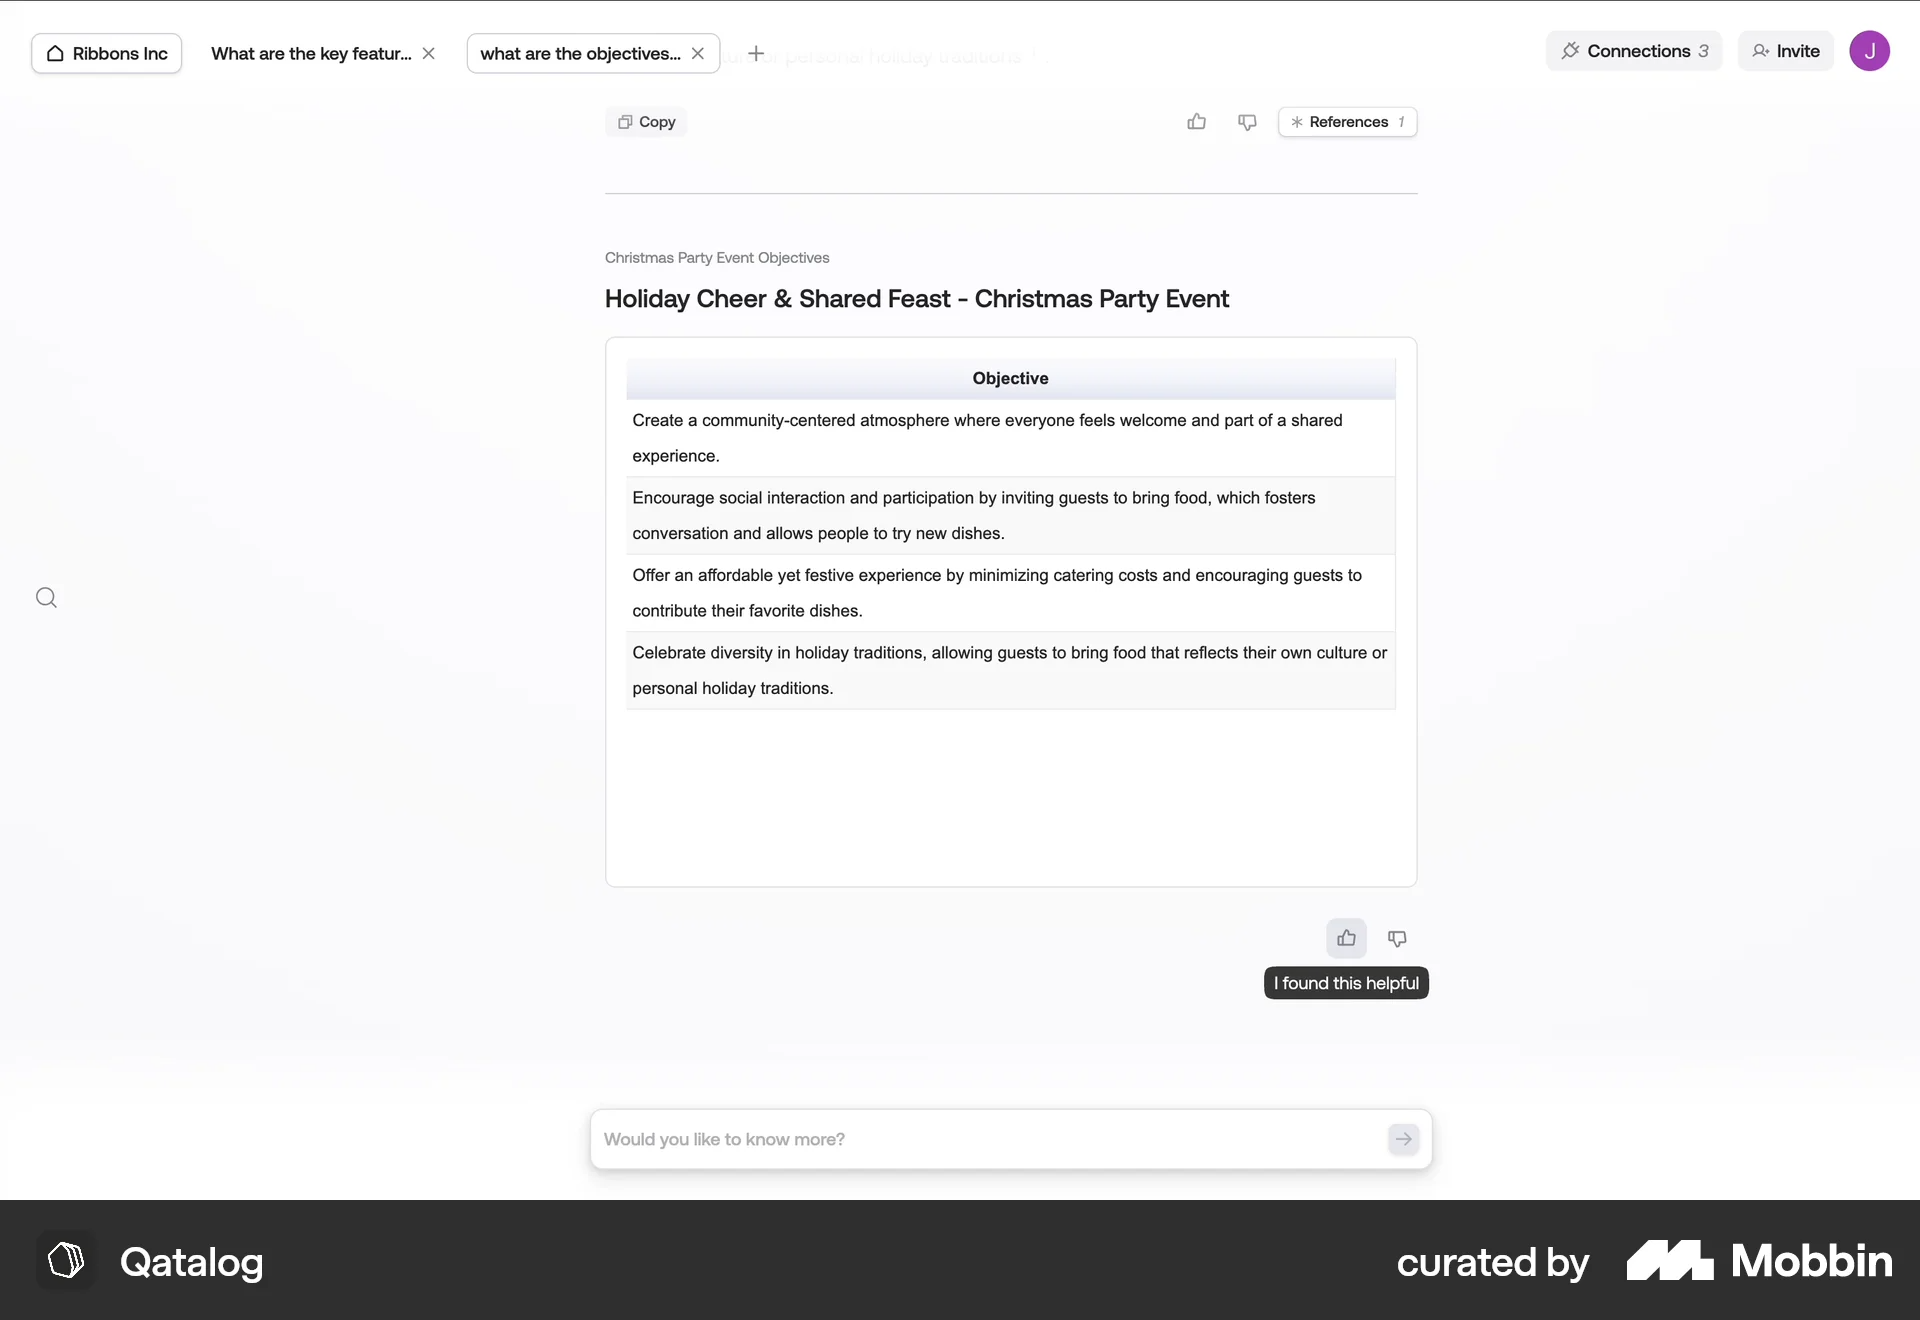 Ribbons Inc
What are the key featur...
what are the objectives...
or personal holiday traditions
Connections 3
Invite
J
Copy
References 1
Christmas Party Event Objectives
Holiday Cheer & Shared Feast - Christmas Party Event
Objective
Create a community-centered atmosphere where everyone feels welcome and part of a shared
experience.
Encourage social interaction and participation by inviting guests to bring food, which fosters
conversation and allows people to try new dishes.
Offer an affordable yet festive experience by minimizing catering costs and encouraging guests to
contribute their favorite dishes.
Celebrate diversity in holiday traditions, allowing guests to bring food that reflects their own culture or
personal holiday traditions.
I found this helpful
Would you like to know more?
Qatalog
curated by
Mobbin